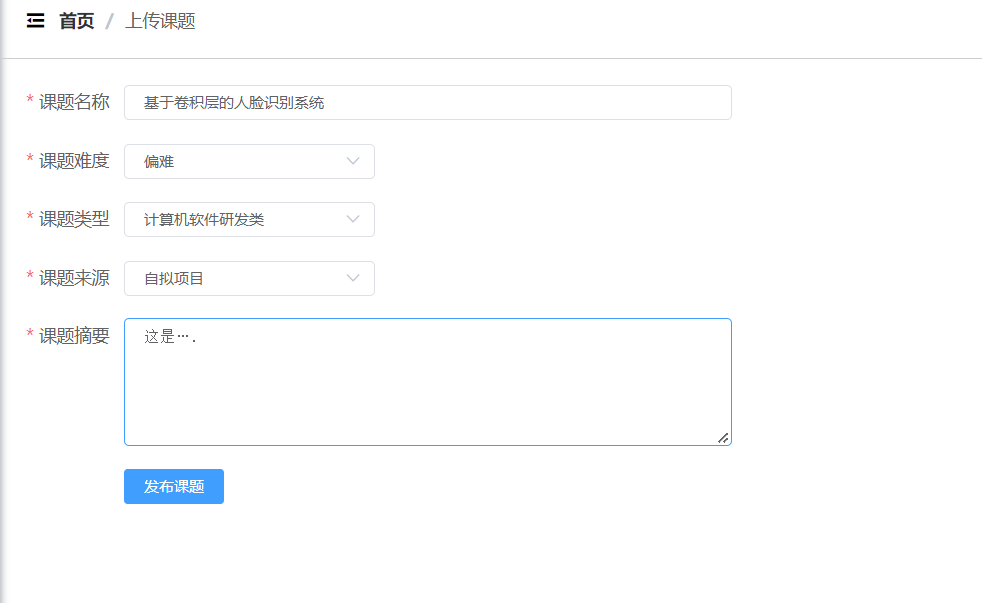 首页 / 上传课题
* 课题名称 基于卷积层的人脸识别系统
* 课题难度 偏难
* 课题类型 计算机软件研发类
* 课题来源 自拟项目
* 课题摘要 这是….
发布课题